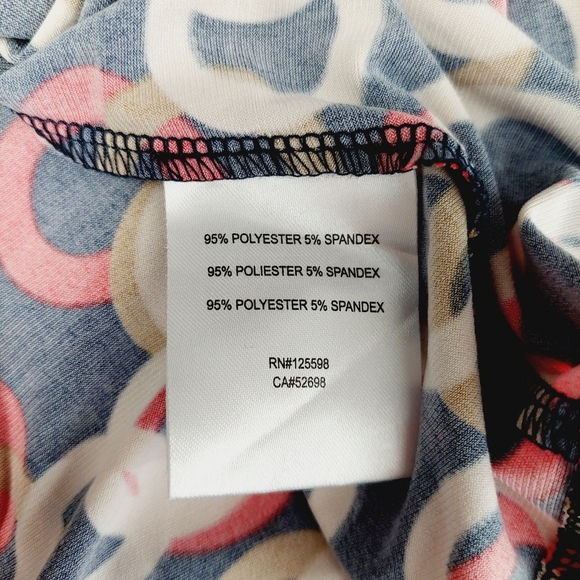 95% POLYESTER 5% SPANDEX
95% POLIESTER 5% SPANDEX
95% POLYESTER 5% SPANDEX
RN#125598
CA#52698